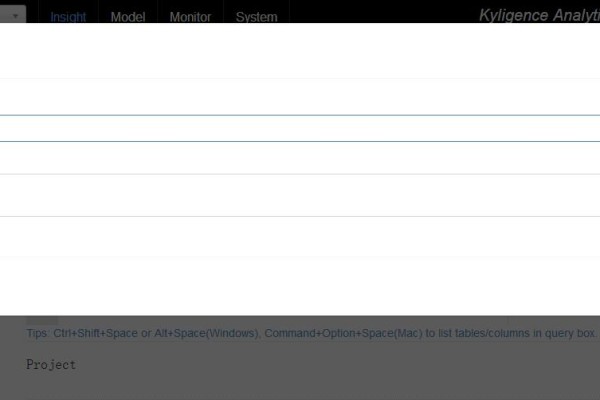 Insight Model Monitor System Kyligence Analyti
Tips: Ctrl+Shift+Space or Alt+Space(Windows), Command+Option+Space(Mac) to list tables/columns in query box
Project